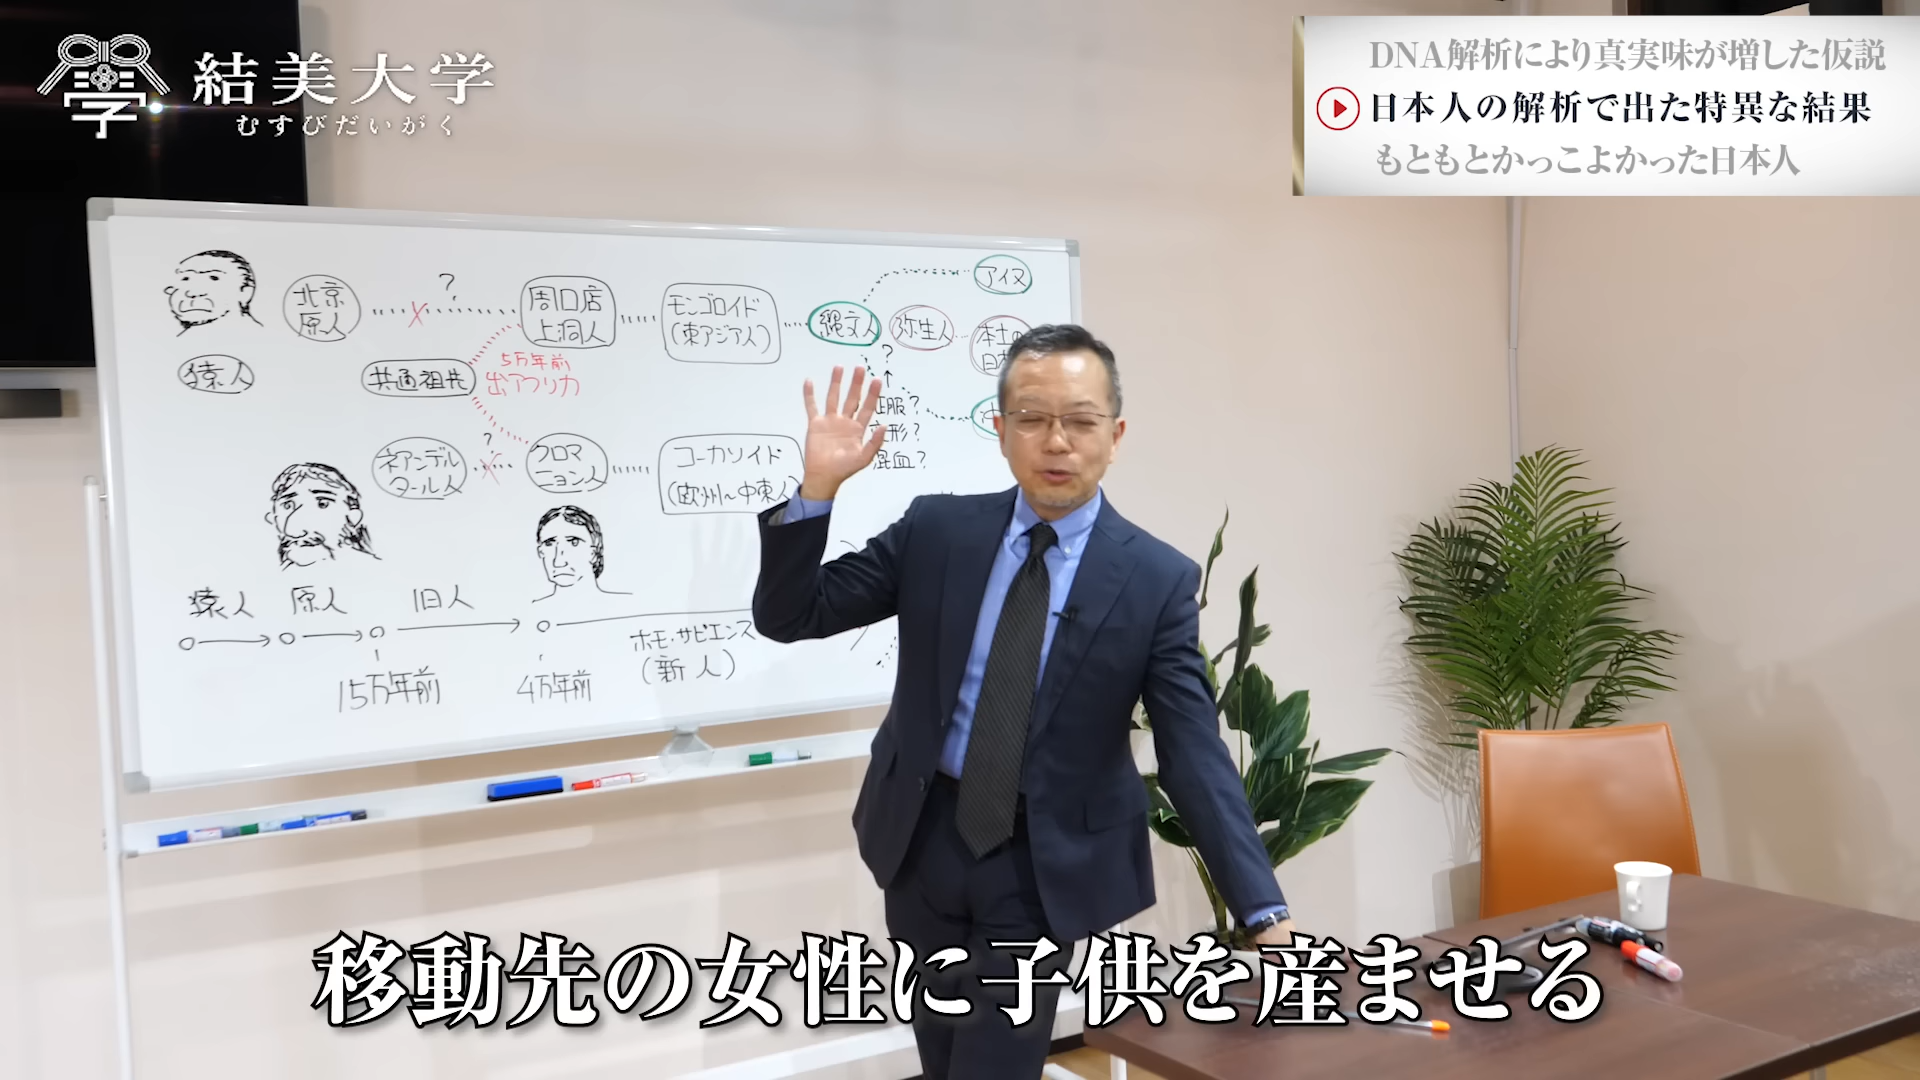 結美大学
むすびだいがく
DNA解析により真実味が増した仮説
日本人の解析で出た特異な結果
もともとかっこよかった日本人
北京
原人
?
周口店
上洞人
モンゴロイド
(東アジア人)
縄文人
弥生人
アイヌ
本土の
猿人
共通祖先
5万年前
出アフリカ
?
征服?
変形?
混血?
ネアンデル
タール人
?
クロマ
ニョン人
コーカソイド
(欧州〜中東人)
猿人
原人
旧人
ホモ・サピエンス
(新人)
15万年前
4万年前
移動先の女性に子供を産ませる